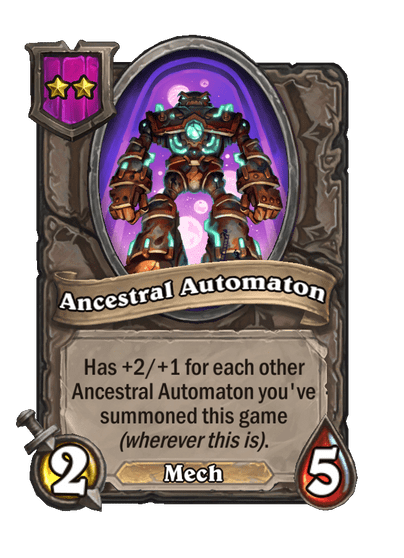 Ancestral Automaton
Has +2/+1 for each other
Ancestral Automaton you've
summoned this game
(wherever this is).
2
Mech
5